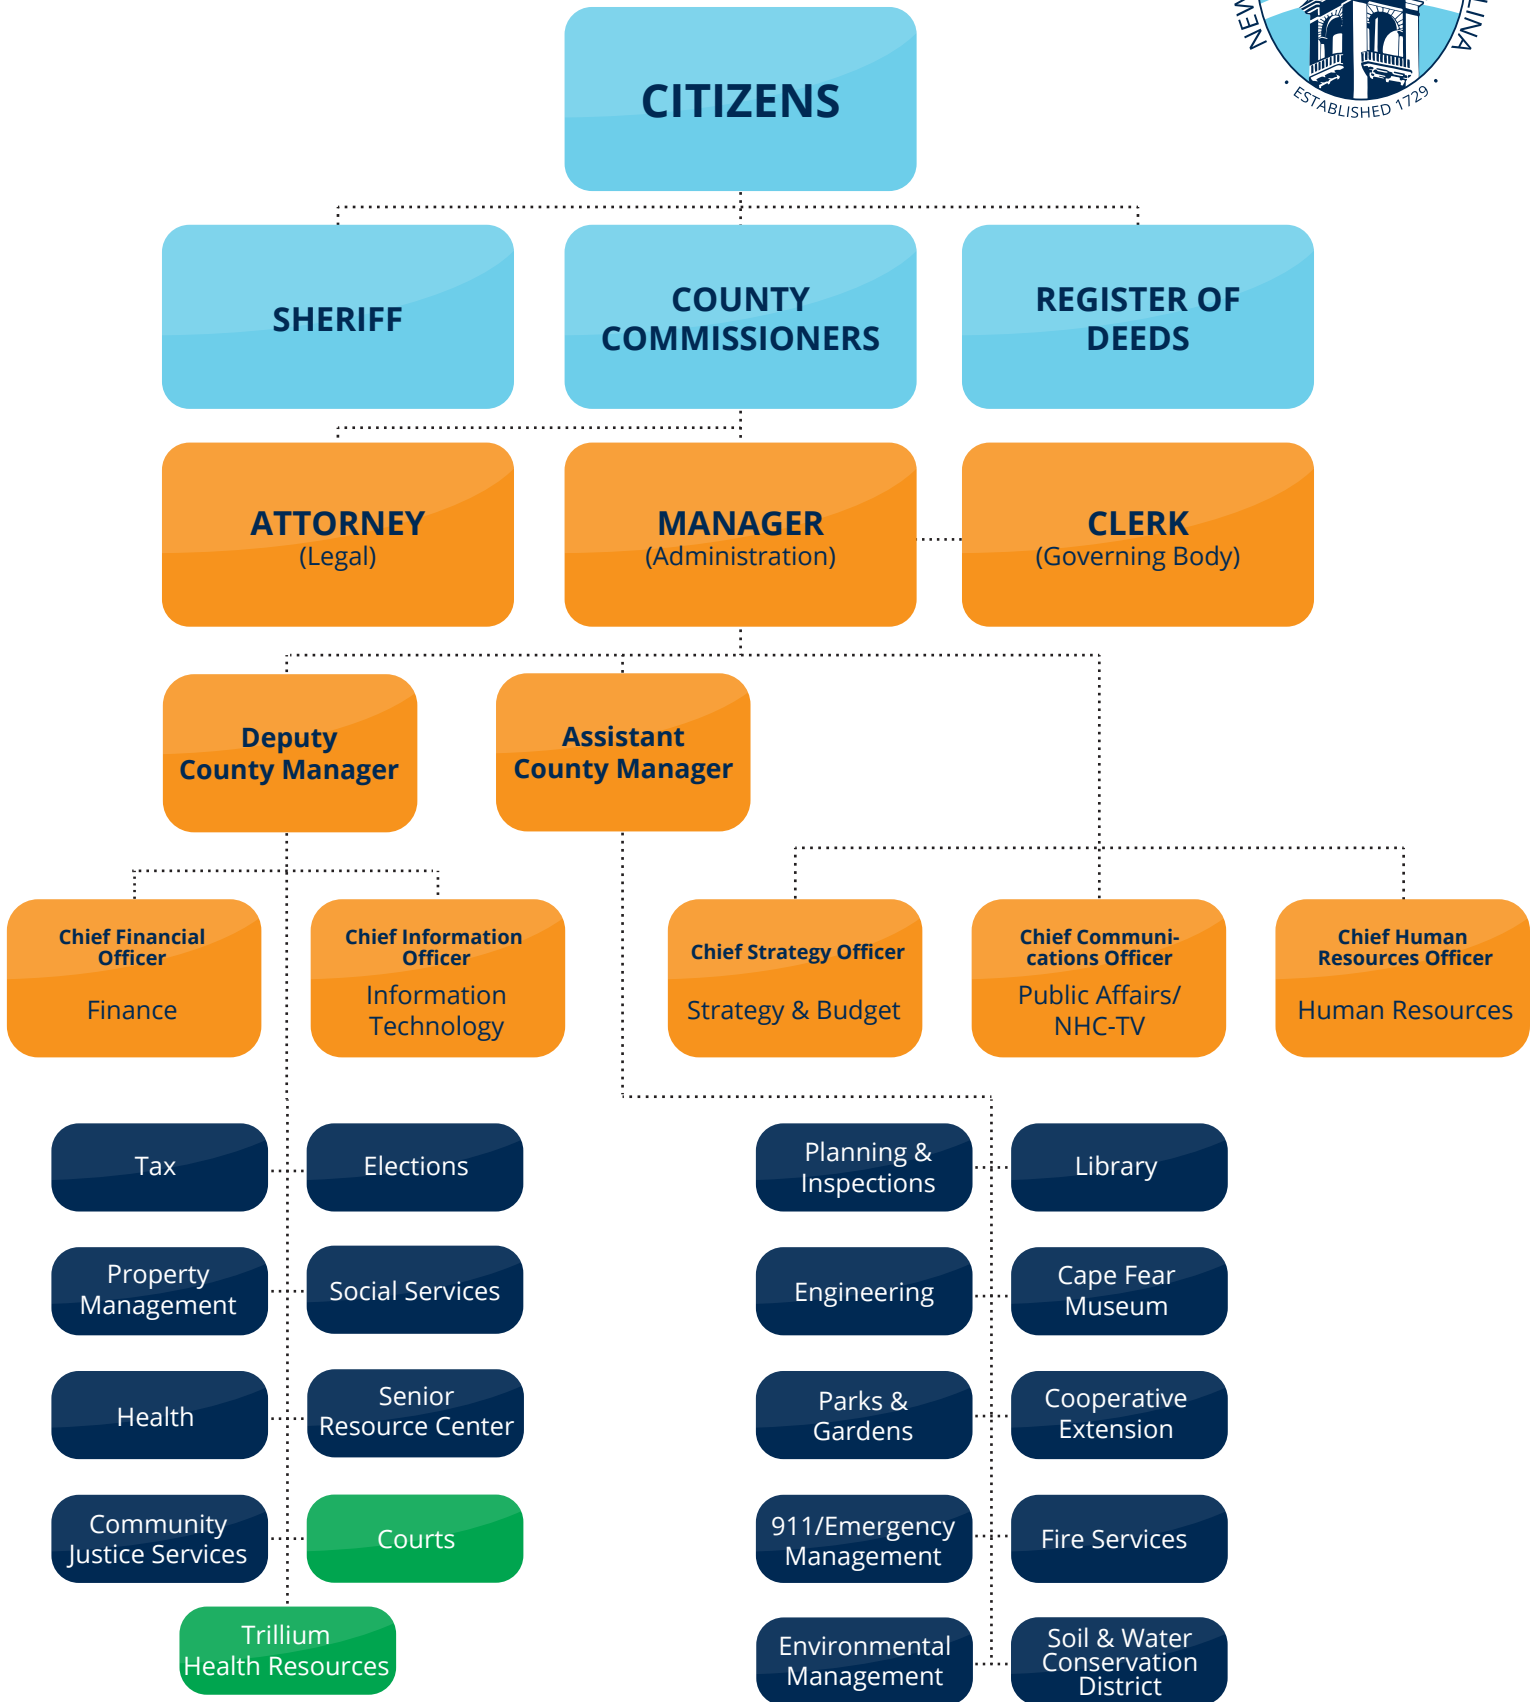 NEW
LINA
• ESTABLISHED 1729 •
CITIZENS
SHERIFF
COUNTY
COMMISSIONERS
REGISTER OF
DEEDS
ATTORNEY
(Legal)
MANAGER
(Administration)
CLERK
(Governing Body)
Deputy
County Manager
Assistant
County Manager
Chief Financial
Officer
Finance
Chief Information
Officer
Information
Technology
Chief Strategy Officer
Strategy & Budget
Chief Communi-
cations Officer
Public Affairs/
NHC-TV
Chief Human
Resources Officer
Human Resources
Tax
Elections
Property
Management
Social Services
Health
Senior
Resource Center
Community
Justice Services
Courts
Trillium
Health Resources
Planning &
Inspections
Library
Engineering
Cape Fear
Museum
Parks &
Gardens
Cooperative
Extension
911/Emergency
Management
Fire Services
Environmental
Management
Soil & Water
Conservation
District